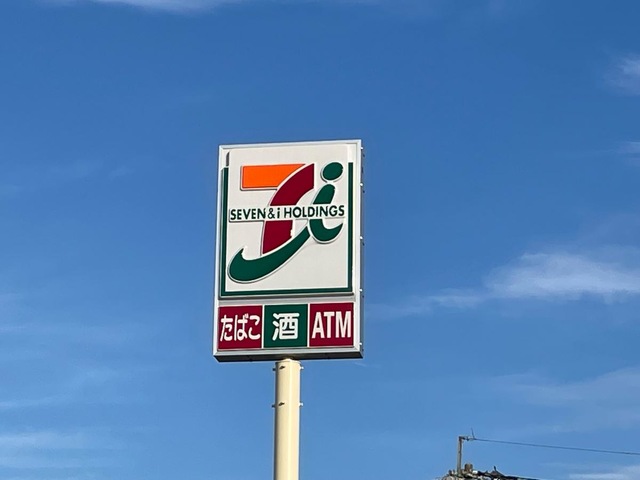 SEVEN & i HOLDINGS
たばこ 酒 ATM